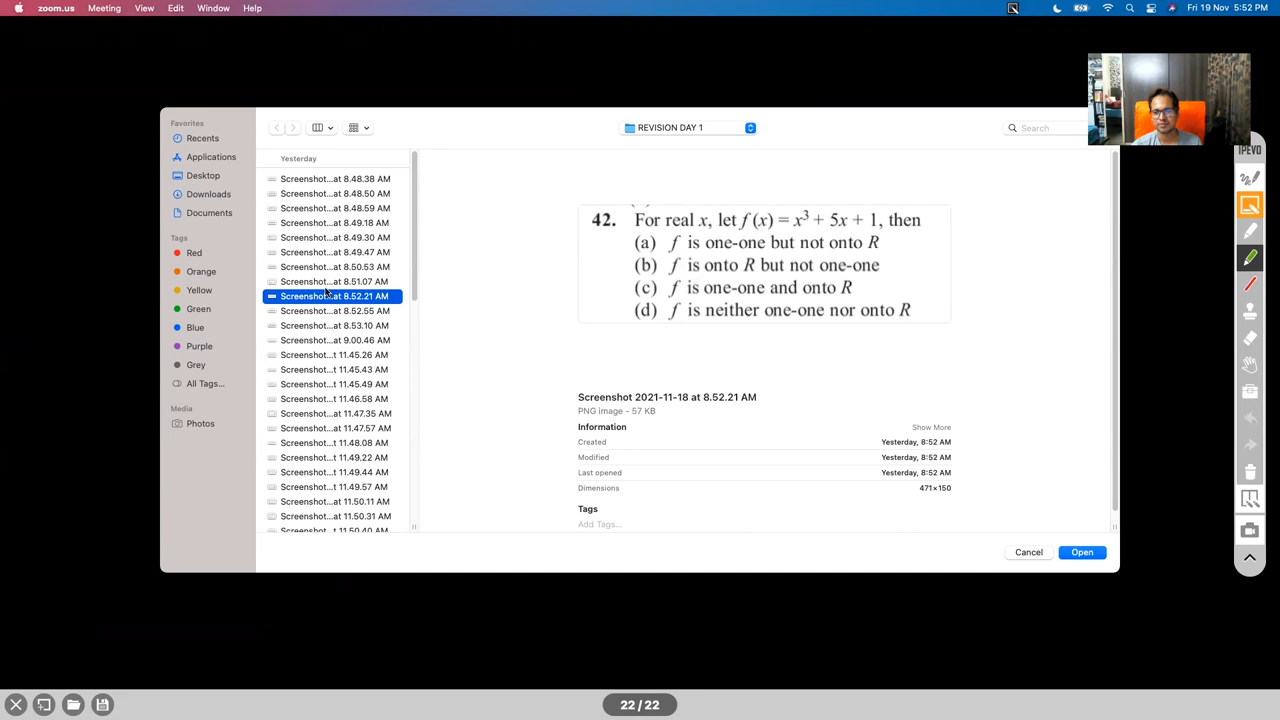 zoom.us Meeting View Edit Window Help Fri 19 Nov 5:52 PM
IPEVO
Favorites
Recents
Applications
Desktop
Downloads
Documents
Tags
Red
Orange
Yellow
Green
Blue
Purple
Grey
All Tags...
Media
Photos
REVISION DAY 1
Search
Yesterday
Screenshot...at 8.48.38 AM
Screenshot...at 8.48.50 AM
Screenshot...at 8.48.59 AM
Screenshot...at 8.49.18 AM
Screenshot...at 8.49.30 AM
Screenshot...at 8.49.47 AM
Screenshot...at 8.50.53 AM
Screenshot...at 8.51.07 AM
Screenshot...at 8.52.21 AM
Screenshot...at 8.52.55 AM
Screenshot...at 8.53.10 AM
Screenshot...at 9.00.46 AM
Screenshot...t 11.45.26 AM
Screenshot...t 11.45.43 AM
Screenshot...t 11.45.49 AM
Screenshot...t 11.46.58 AM
Screenshot...at 11.47.35 AM
Screenshot...at 11.47.57 AM
Screenshot...t 11.48.08 AM
Screenshot...t 11.49.22 AM
Screenshot...t 11.49.44 AM
Screenshot...t 11.49.57 AM
Screenshot...at 11.50.11 AM
Screenshot...at 11.50.31 AM
Screenshot...t 11.50.40 AM
42. For real x, let f (x) = x³ + 5x + 1, then
(a) f is one-one but not onto R
(b) f is onto R but not one-one
(c) f is one-one and onto R
(d) f is neither one-one nor onto R
Screenshot 2021-11-18 at 8.52.21 AM
PNG image - 57 KB
Information Show More
Created Yesterday, 8:52 AM
Modified Yesterday, 8:52 AM
Last opened Yesterday, 8:52 AM
Dimensions 471×150
Tags
Add Tags...
Cancel Open
22 / 22